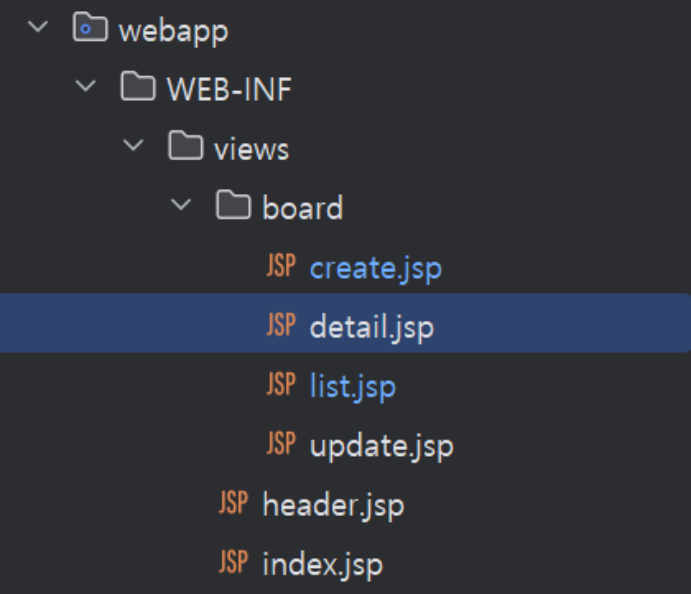 webapp
WEB-INF
views
board
JSP create.jsp
JSP detail.jsp
JSP list.jsp
JSP update.jsp
JSP header.jsp
JSP index.jsp